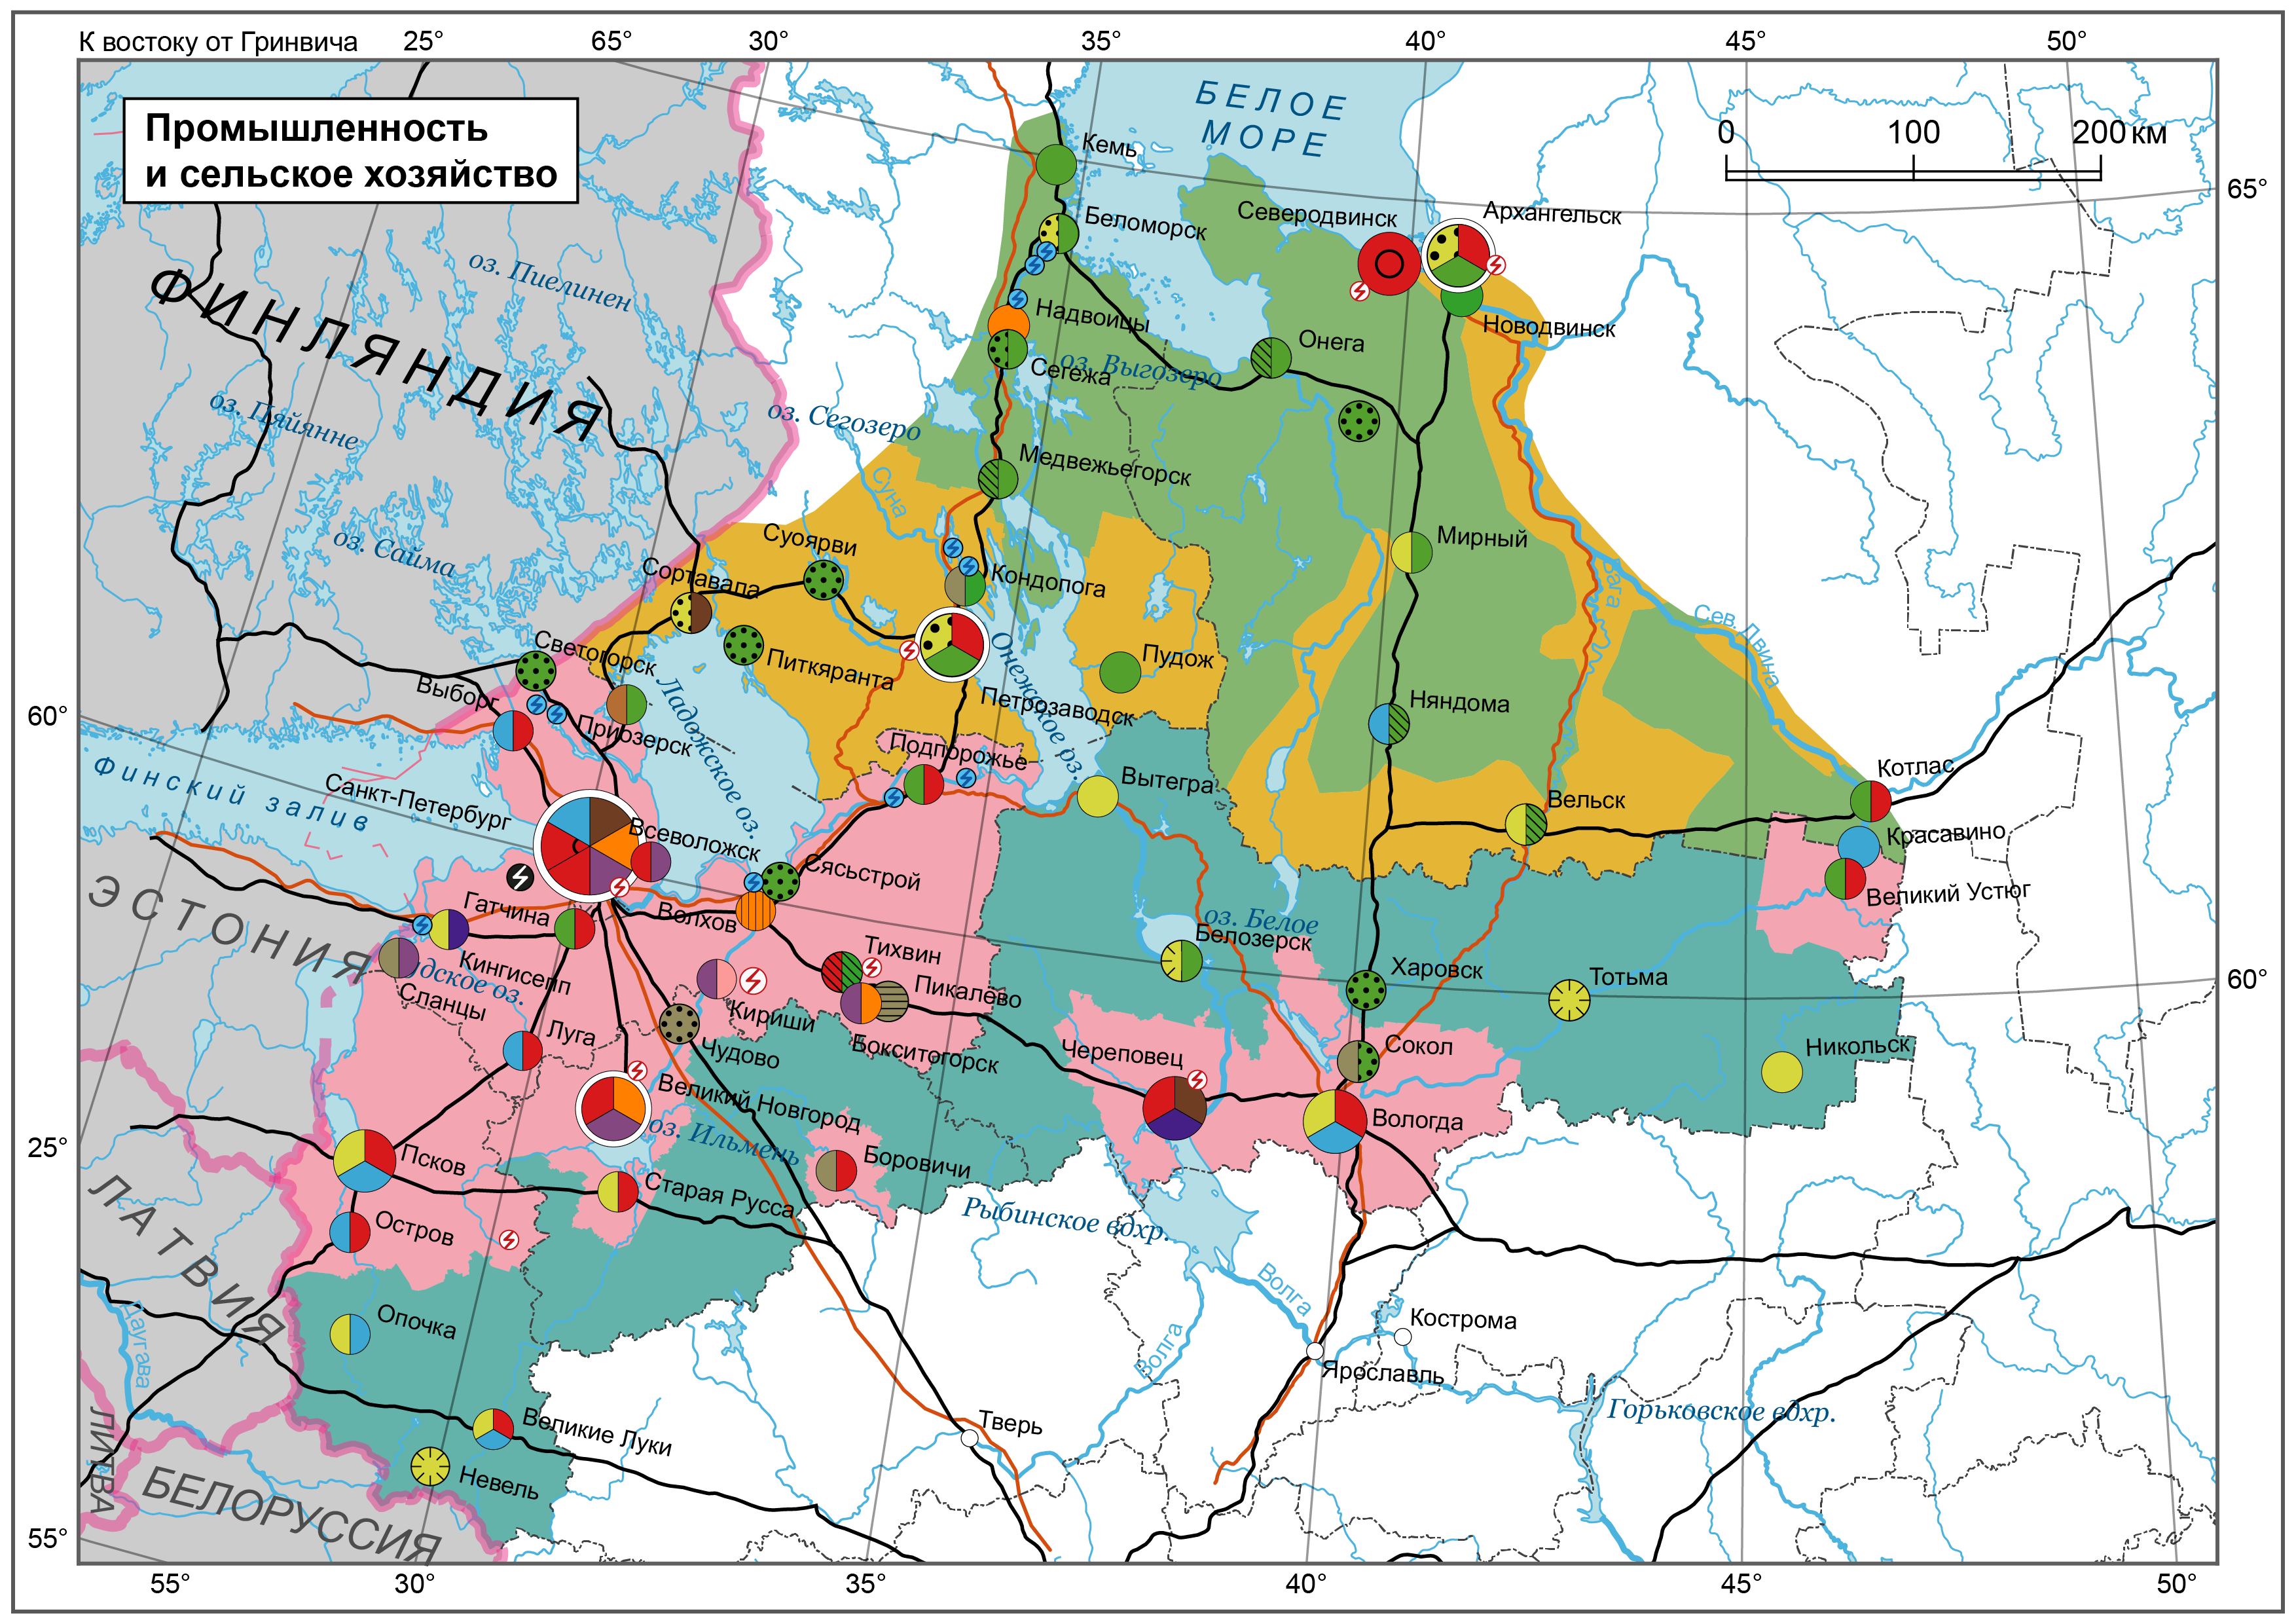 К востоку от Гринвича 25° 65° 30° 35° 40° 45° 50°
Промышленность
и сельское хозяйство
0 100 200 км
БЕЛОЕ
МОРЕ
65°
Кемь
Беломорск
Северодвинск
Архангельск
Новодвинск
оз. Пиелинен
ФИНЛЯНДИЯ
Надвоицы
Онега
оз. Выгозеро
Сегежа
оз. Пяйянне
оз. Сегозеро
Медвежьегорск
Суна
оз. Сайма
Суоярви
Мирный
Сортавала
Кондопога
Вага
Сев. Двина
Светогорск
Питкяранта
Онежское оз.
Пудож
Выборг
Петрозаводск
Няндома
60°
Приозерск
Ладожское оз.
Подпорожье
Вытегра
Котлас
Финский залив
Санкт-Петербург
Вельск
Всеволожск
Красавино
Сясьстрой
Великий Устюг
ЭСТОНИЯ
Гатчина
Волхов
оз. Белое
Белозерск
Тихвин
Харовск
Тотьма
60°
Кингисепп
дское оз.
Пикалёво
Сланцы
Кириши
Луга
Чудово
Бокситогорск
Череповец
Сокол
Никольск
Великий Новгород
Вологда
25°
оз. Ильмень
Псков
Боровичи
Старая Русса
ЛАТВИЯ
Остров
Рыбинское вдхр.
Волга
Опочка
Даугава
Волга
Кострома
Ярославль
Горьковское вдхр.
Великие Луки
Тверь
ЛИТВА
Невель
БЕЛОРУССИЯ
55°
55° 30° 35° 40° 45° 50°